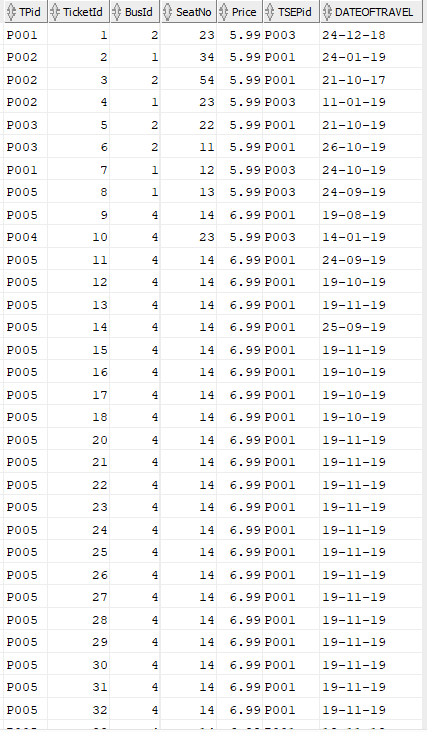 TPid TicketId BusId SeatNo Price TSEPid DATEOFTRAVEL
P001 1 2 23 5.99 P003 24-12-18
P002 2 1 34 5.99 P001 24-01-19
P002 3 2 54 5.99 P001 21-10-17
P002 4 1 23 5.99 P003 11-01-19
P003 5 2 22 5.99 P001 21-10-19
P003 6 2 11 5.99 P001 26-10-19
P001 7 1 12 5.99 P003 24-10-19
P005 8 1 13 5.99 P003 24-09-19
P005 9 4 14 6.99 P001 19-08-19
P004 10 4 23 5.99 P003 14-01-19
P005 11 4 14 6.99 P001 24-09-19
P005 12 4 14 6.99 P001 19-10-19
P005 13 4 14 6.99 P001 19-11-19
P005 14 4 14 6.99 P001 25-09-19
P005 15 4 14 6.99 P001 19-11-19
P005 16 4 14 6.99 P001 19-10-19
P005 17 4 14 6.99 P001 19-10-19
P005 18 4 14 6.99 P001 19-10-19
P005 20 4 14 6.99 P001 19-11-19
P005 21 4 14 6.99 P001 19-11-19
P005 22 4 14 6.99 P001 19-11-19
P005 23 4 14 6.99 P001 19-11-19
P005 24 4 14 6.99 P001 19-11-19
P005 25 4 14 6.99 P001 19-11-19
P005 26 4 14 6.99 P001 19-11-19
P005 27 4 14 6.99 P001 19-11-19
P005 28 4 14 6.99 P001 19-11-19
P005 29 4 14 6.99 P001 19-11-19
P005 30 4 14 6.99 P001 19-11-19
P005 31 4 14 6.99 P001 19-11-19
P005 32 4 14 6.99 P001 19-11-19